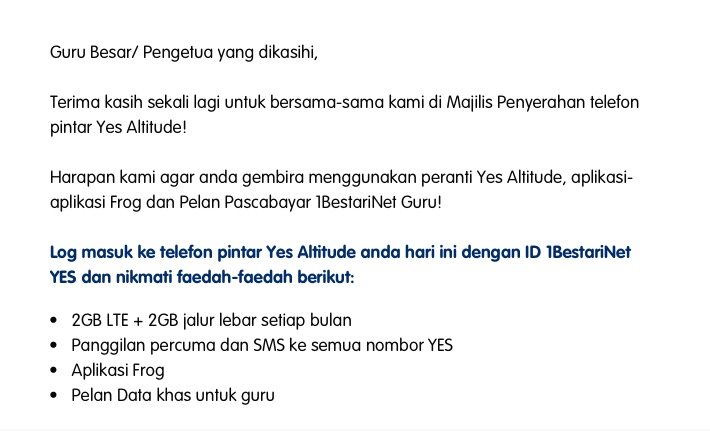 Guru Besar/ Pengetua yang dikasihi,
Terima kasih sekali lagi untuk bersama-sama kami di Majilis Penyerahan telefon
pintar Yes Altitude!
Harapan kami agar anda gembira menggunakan peranti Yes Altitude, aplikasi-
aplikasi Frog dan Pelan Pascabayar 1BestariNet Guru!
Log masuk ke telefon pintar Yes Altitude anda hari ini dengan ID 1BestariNet
YES dan nikmati faedah-faedah berikut:
• 2GB LTE + 2GB jalur lebar setiap bulan
• Panggilan percuma dan SMS ke semua nombor YES
• Aplikasi Frog
• Pelan Data khas untuk guru